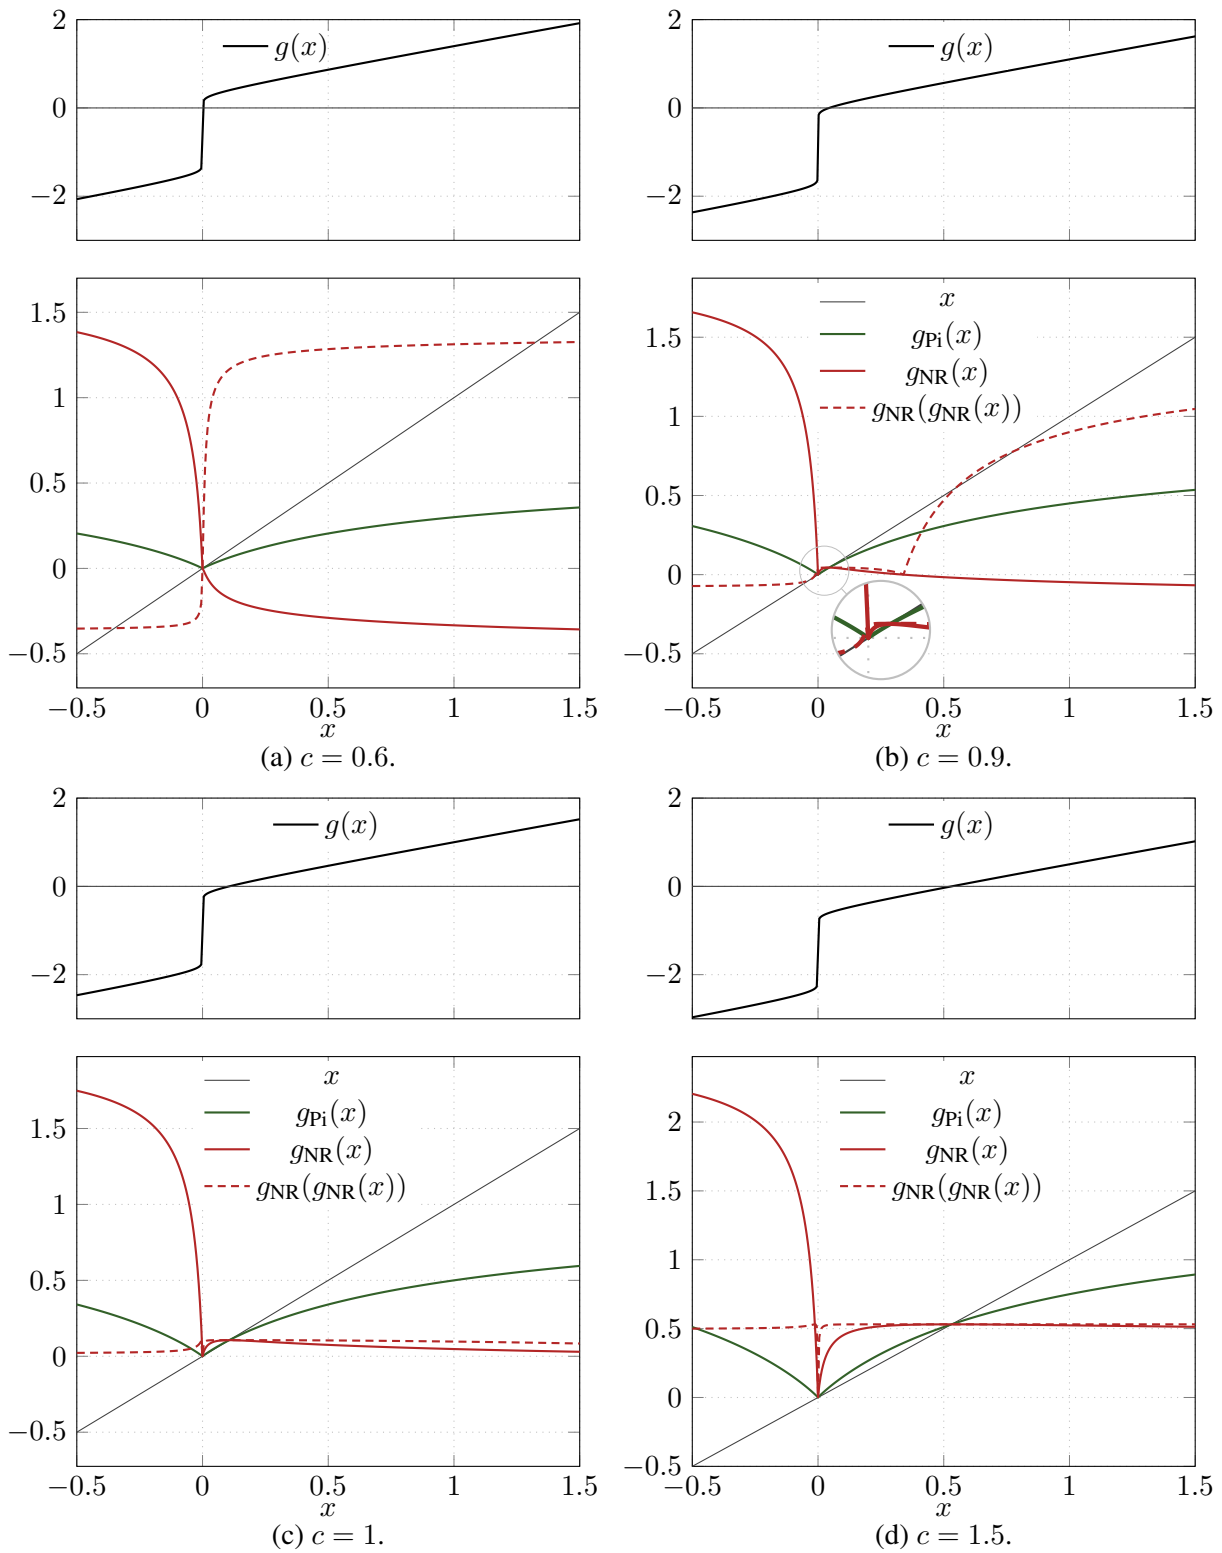 2
0
−2
g(x)
2
0
−2
g(x)
1.5
1
0.5
0
−0.5
−0.5 0 0.5 1 1.5
x
(a) c = 0.6.
1.5
1
0.5
0
−0.5
x
gPi(x)
gNR(x)
gNR(gNR(x))
−0.5 0 0.5 1 1.5
x
(b) c = 0.9.
2
0
−2
g(x)
2
0
−2
g(x)
1.5
1
0.5
0
−0.5
x
gPi(x)
gNR(x)
gNR(gNR(x))
−0.5 0 0.5 1 1.5
x
(c) c = 1.
2
1.5
1
0.5
0
−0.5
x
gPi(x)
gNR(x)
gNR(gNR(x))
−0.5 0 0.5 1 1.5
x
(d) c = 1.5.